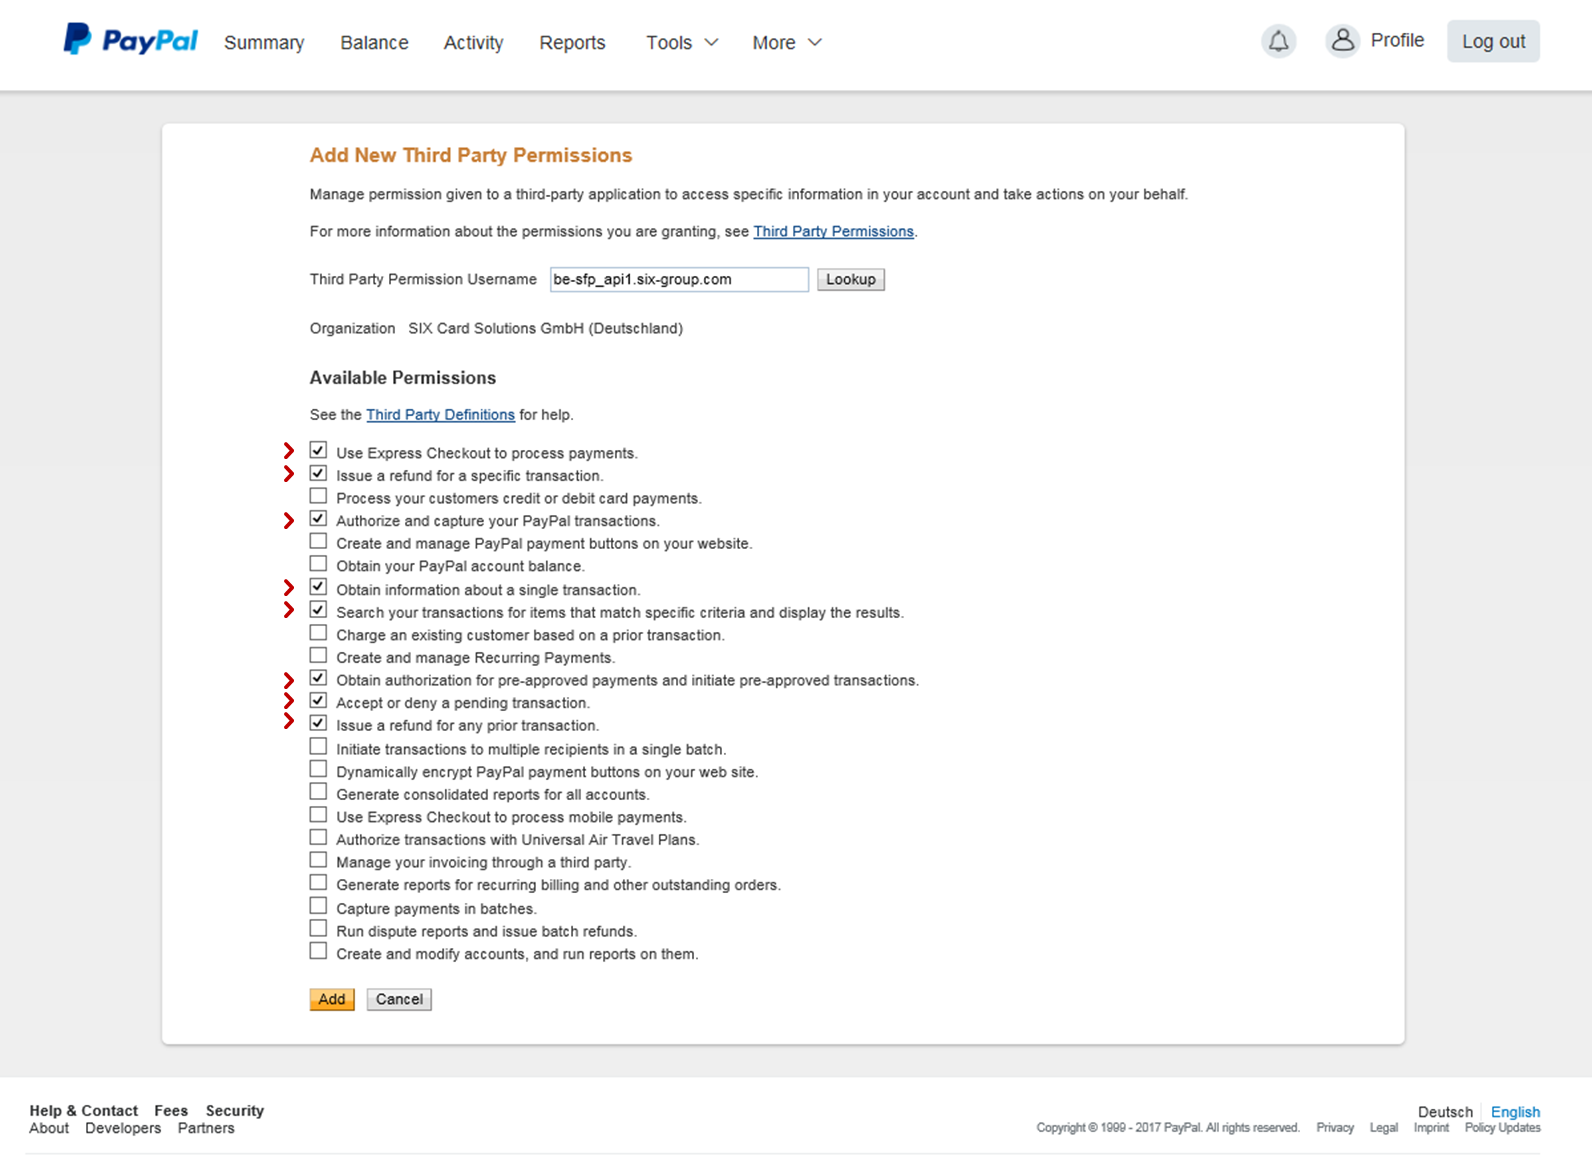 PayPal Summary Balance Activity Reports Tools More Profile Log out
Add New Third Party Permissions
Manage permission given to a third-party application to access specific information in your account and take actions on your behalf.
For more information about the permissions you are granting, see Third Party Permissions.
Third Party Permission Username be-sfp_api1.six-group.com Lookup
Organization SIX Card Solutions GmbH (Deutschland)
Available Permissions
See the Third Party Definitions for help.
Use Express Checkout to process payments.
Issue a refund for a specific transaction.
Process your customers credit or debit card payments.
Authorize and capture your PayPal transactions.
Create and manage PayPal payment buttons on your website.
Obtain your PayPal account balance.
Obtain information about a single transaction.
Search your transactions for items that match specific criteria and display the results.
Charge an existing customer based on a prior transaction.
Create and manage Recurring Payments.
Obtain authorization for pre-approved payments and initiate pre-approved transactions.
Accept or deny a pending transaction.
Issue a refund for any prior transaction.
Initiate transactions to multiple recipients in a single batch.
Dynamically encrypt PayPal payment buttons on your web site.
Generate consolidated reports for all accounts.
Use Express Checkout to process mobile payments.
Authorize transactions with Universal Air Travel Plans.
Manage your invoicing through a third party.
Generate reports for recurring billing and other outstanding orders.
Capture payments in batches.
Run dispute reports and issue batch refunds.
Create and modify accounts, and run reports on them.
Add Cancel
Help & Contact Fees Security
About Developers Partners
Deutsch English
Copyright © 1999 - 2017 PayPal. All rights reserved. Privacy Legal Imprint Policy Updates